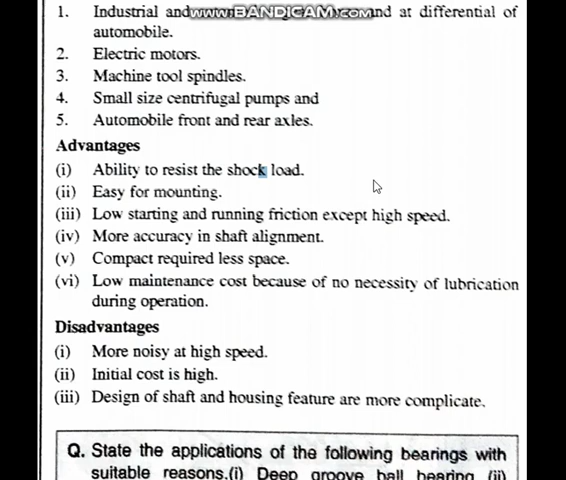 1. Industrial and www.BANDICAM.com and at differential of
automobile.
2. Electric motors.
3. Machine tool spindles.
4. Small size centrifugal pumps and
5. Automobile front and rear axles.
Advantages
(i) Ability to resist the shock load.
(ii) Easy for mounting.
(iii) Low starting and running friction except high speed.
(iv) More accuracy in shaft alignment.
(v) Compact required less space.
(vi) Low maintenance cost because of no necessity of lubrication
during operation.
Disadvantages
(i) More noisy at high speed.
(ii) Initial cost is high.
(iii) Design of shaft and housing feature are more complicate.
Q. State the applications of the following bearings with
suitable reasons.(i) Deep groove ball bearing (ii)